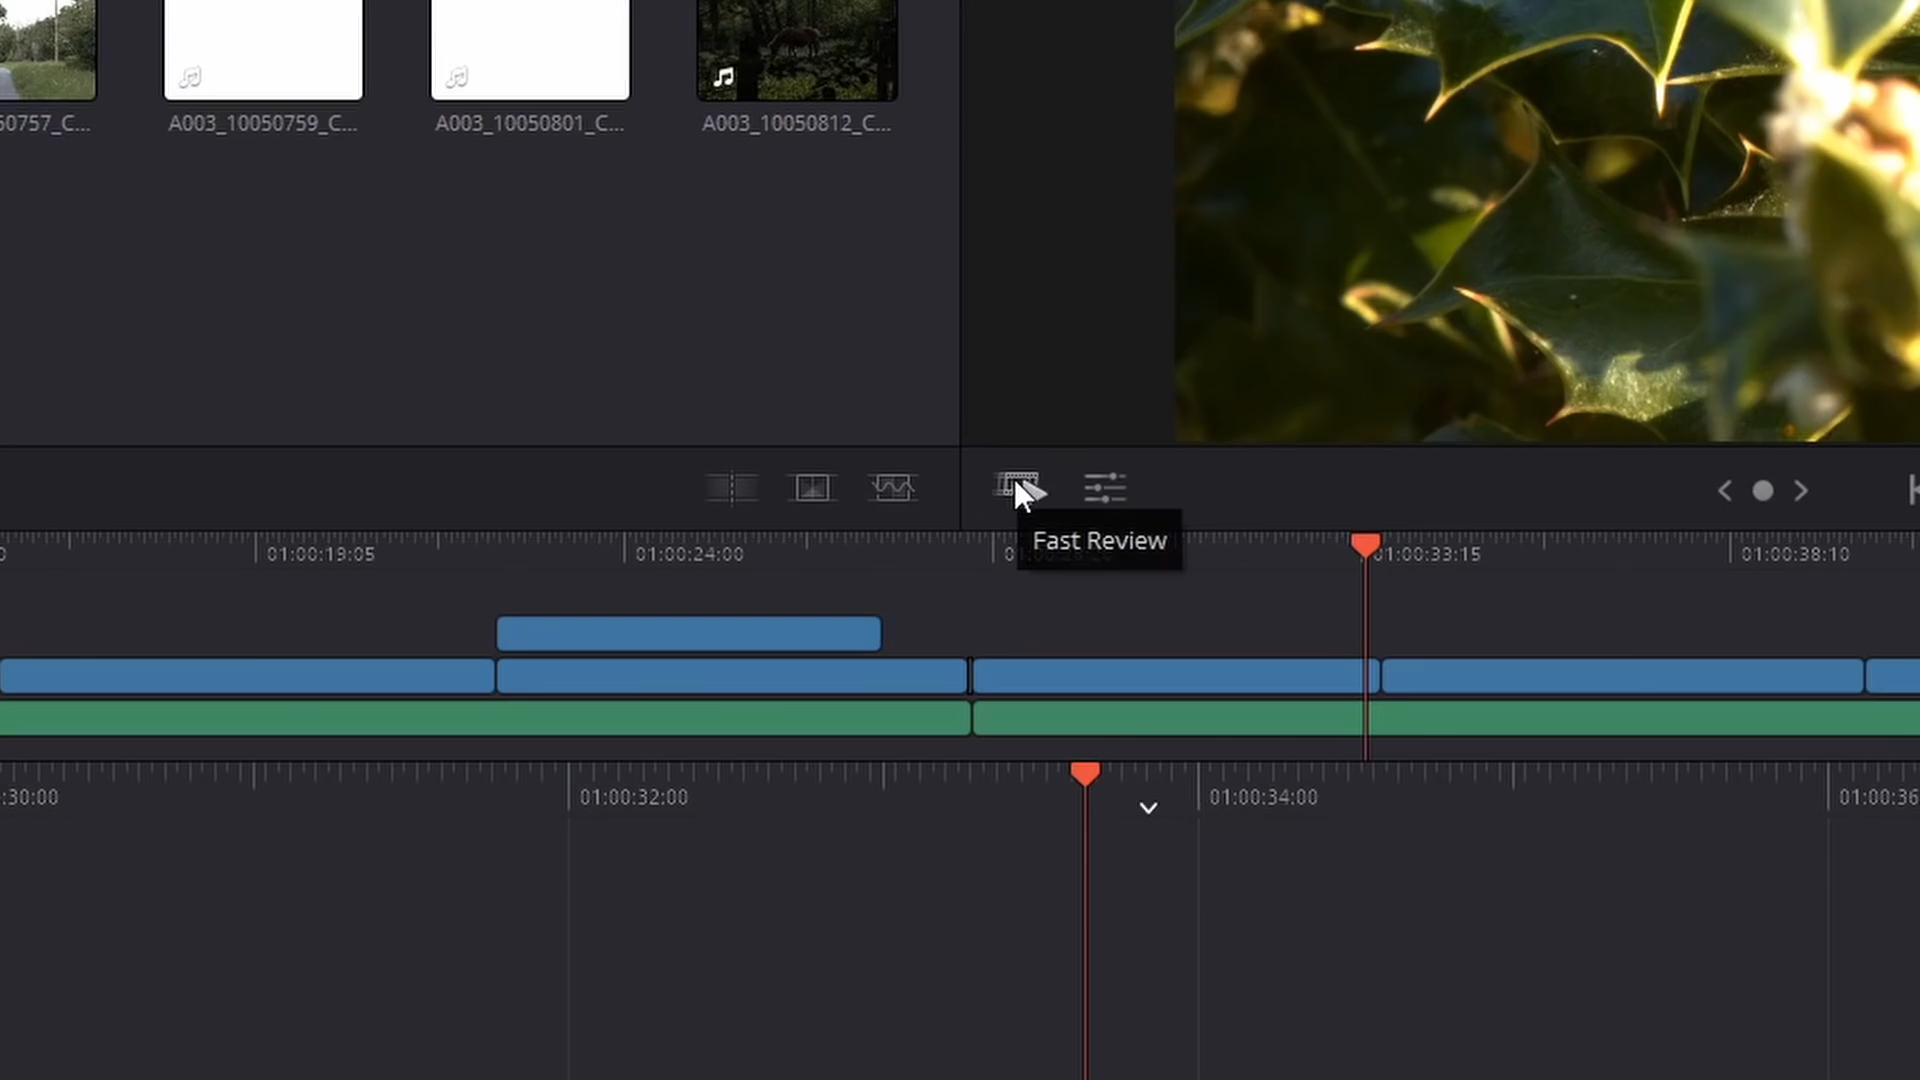 50757_C...
A003_10050759_C...
A003_10050801_C...
A003_10050812_C...
Fast Review
01:00:19:05
01:00:24:00
01:00:33:15
01:00:38:10
:30:00
01:00:32:00
01:00:34:00
01:00:36